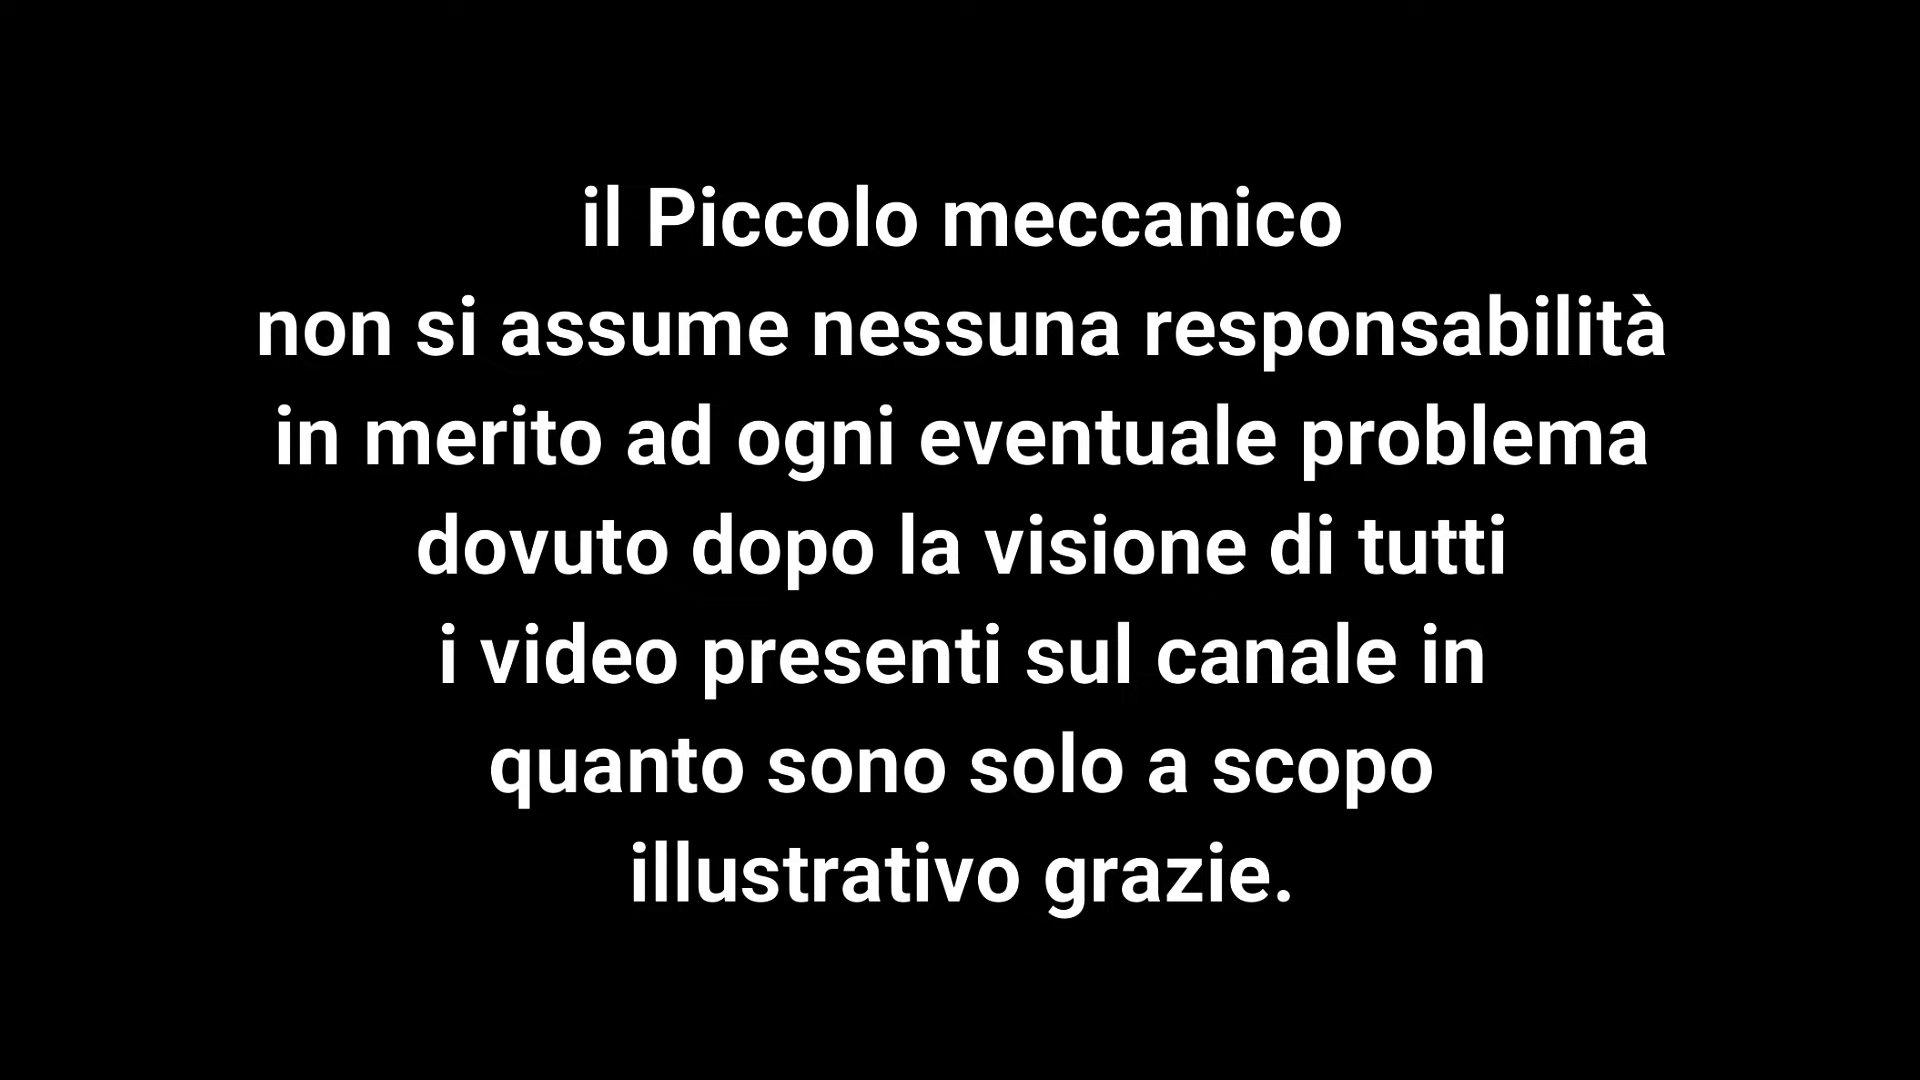 il Piccolo meccanico
non si assume nessuna responsabilità
in merito ad ogni eventuale problema
dovuto dopo la visione di tutti
i video presenti sul canale in
quanto sono solo a scopo
illustrativo grazie.